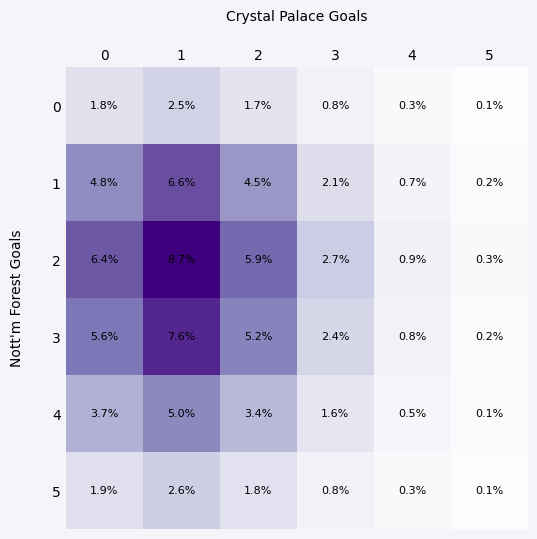 Crystal Palace Goals
0 1 2 3 4 5
0 1.8% 2.5% 1.7% 0.8% 0.3% 0.1%
1 4.8% 6.6% 4.5% 2.1% 0.7% 0.2%
2 6.4% 8.7% 5.9% 2.7% 0.9% 0.3%
3 5.6% 7.6% 5.2% 2.4% 0.8% 0.2%
4 3.7% 5.0% 3.4% 1.6% 0.5% 0.1%
5 1.9% 2.6% 1.8% 0.8% 0.3% 0.1%
Nott'm Forest Goals